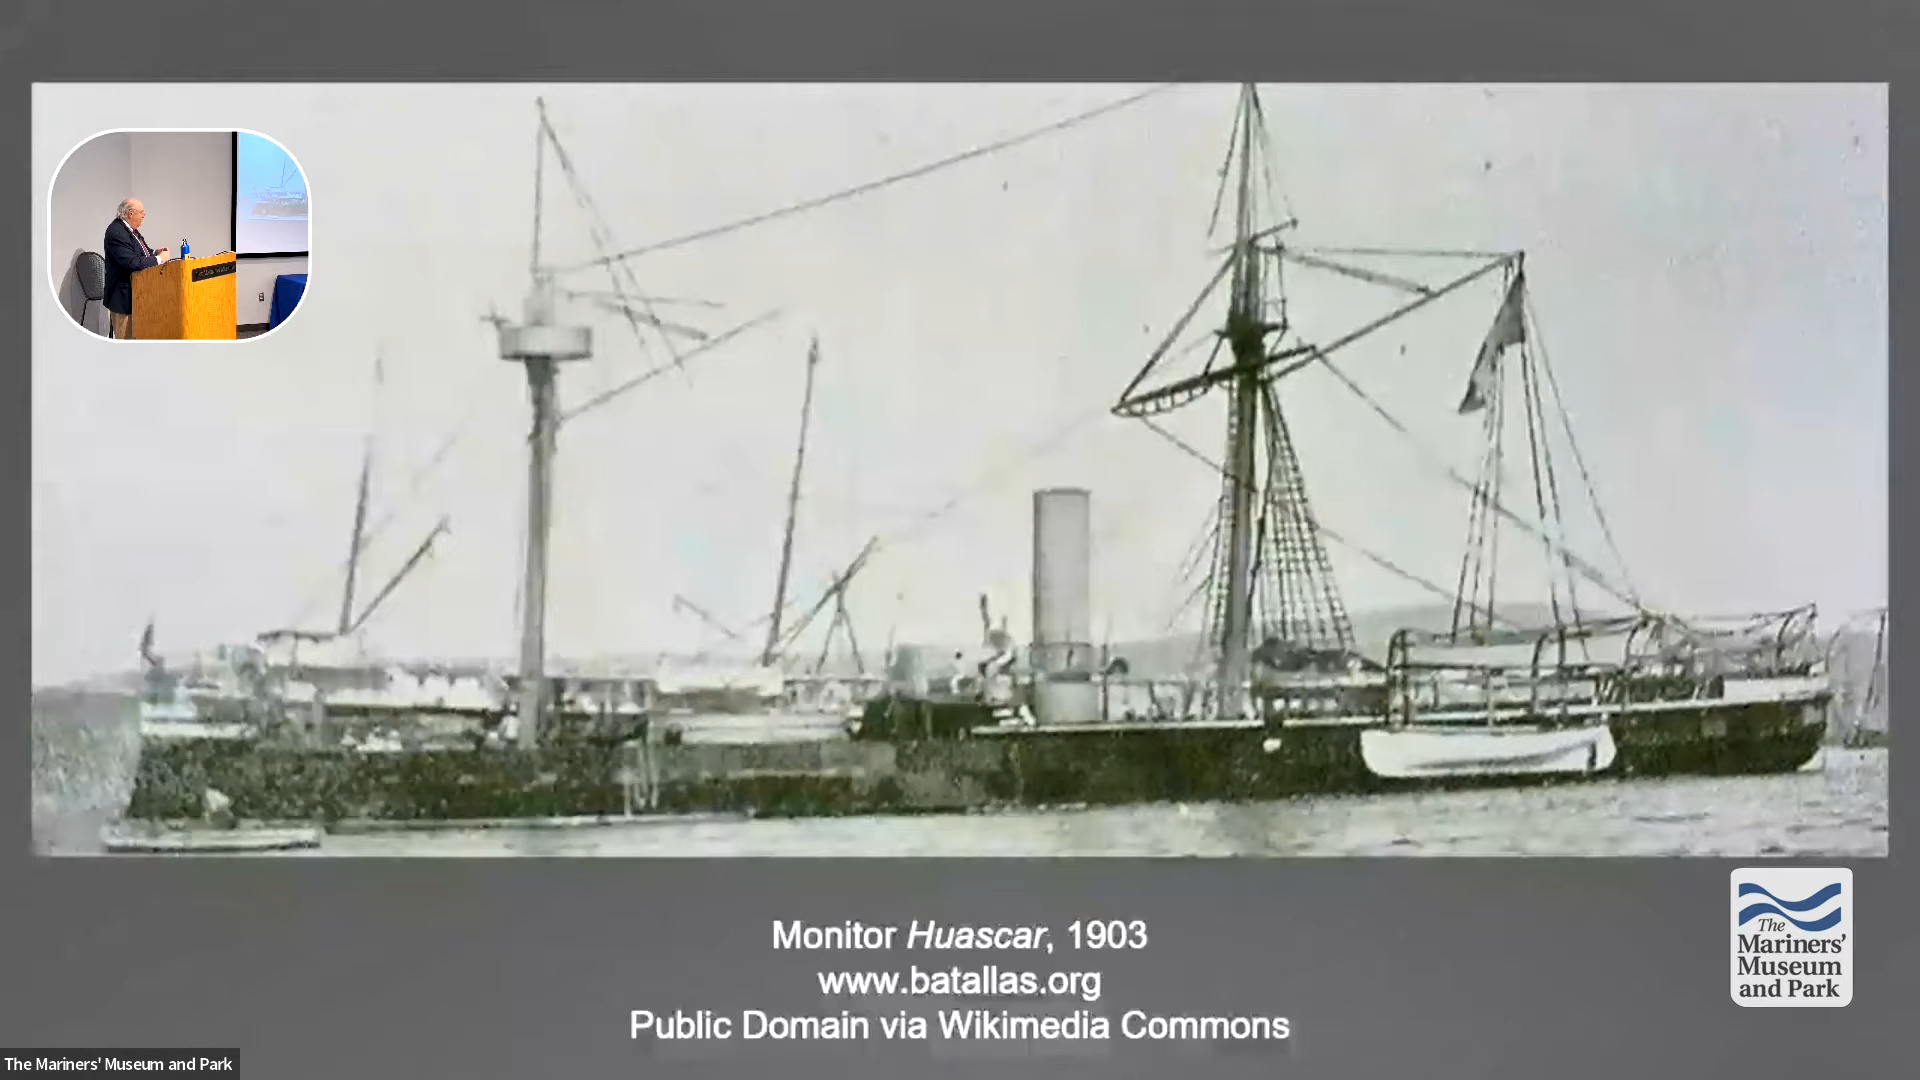 Monitor Huascar, 1903
www.batallas.org
Public Domain via Wikimedia Commons
The
Mariners'
Museum
and Park
The Mariners' Museum and Park